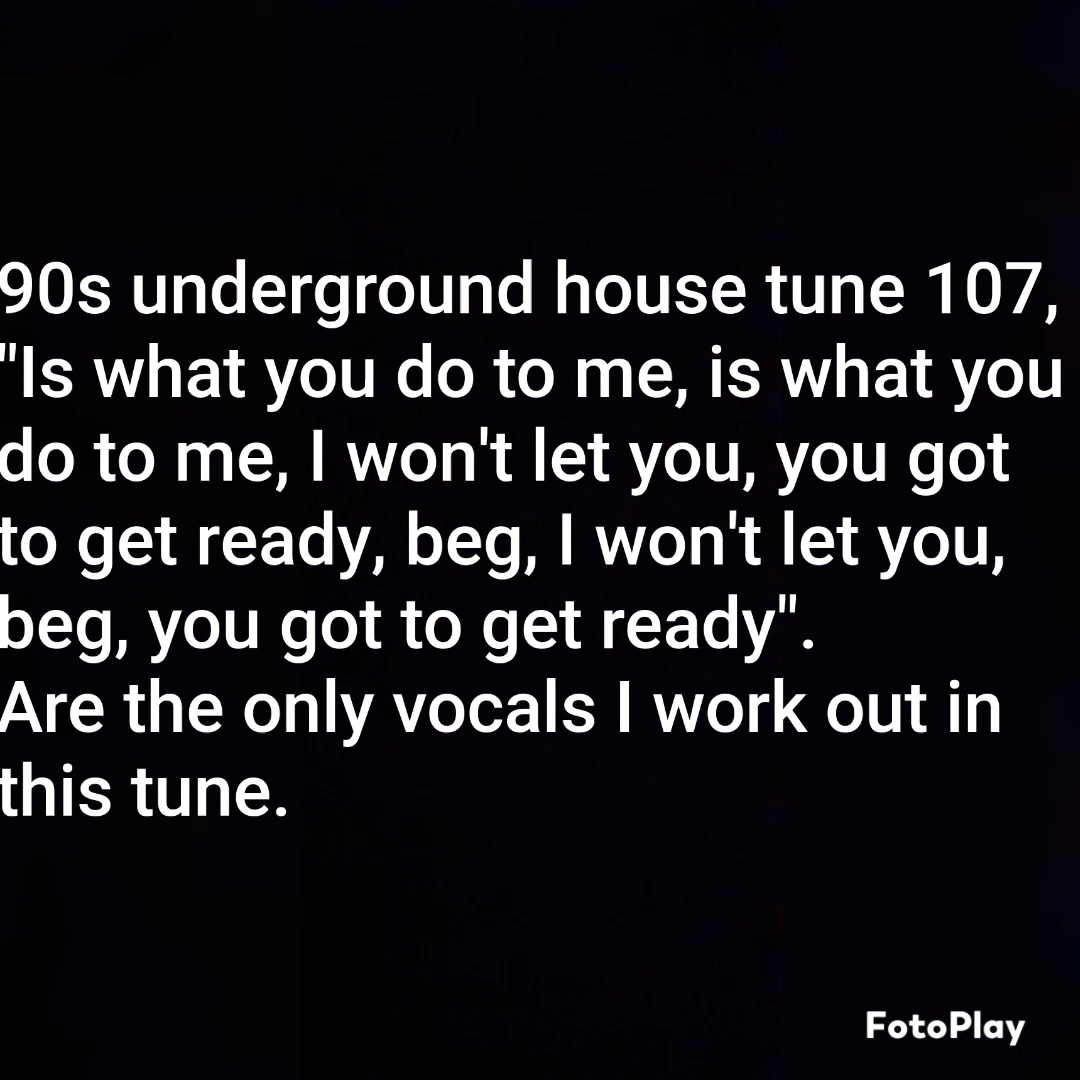 90s underground house tune 107,
"Is what you do to me, is what you
do to me, I won't let you, you got
to get ready, beg, I won't let you,
beg, you got to get ready".
Are the only vocals I work out in
this tune.
FotoPlay